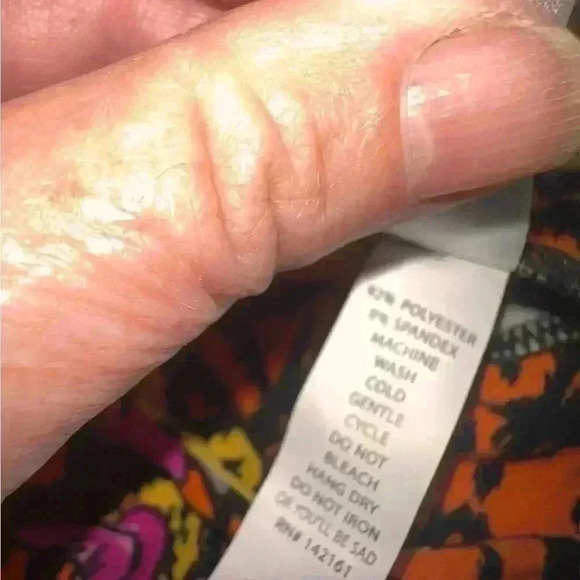 92% POLYESTER
8% SPANDEX
MACHINE
WASH
COLD
GENTLE
CYCLE
DO NOT
BLEACH
HANG DRY
DO NOT IRON
OR YOU'LL BE SAD
RN# 142161